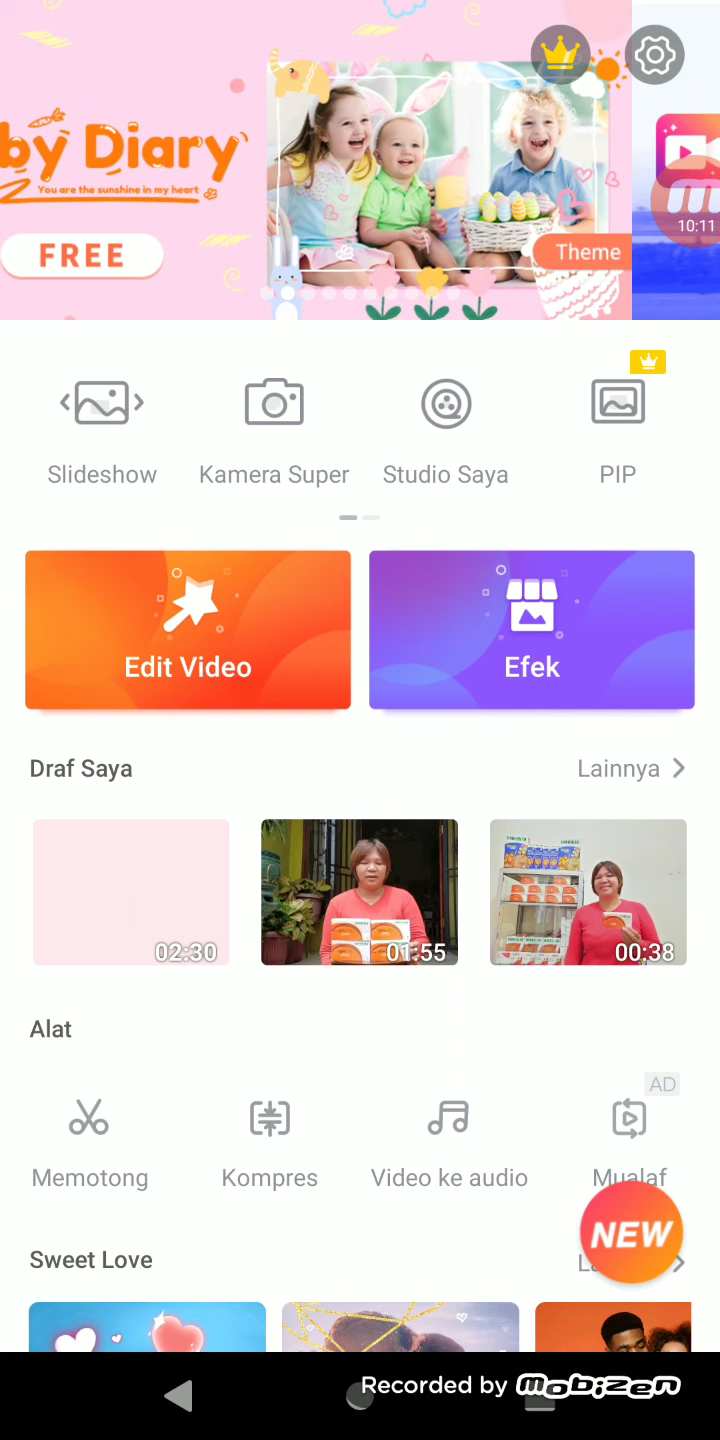 by Diary
You are the sunshine in my heart
FREE
Theme
10:11
Slideshow
Kamera Super
Studio Saya
PIP
Edit Video
Efek
Draf Saya
Lainnya
02:30
01:55
00:38
Alat
AD
Memotong
Kompres
Video ke audio
Mualaf
NEW
Sweet Love
Recorded by mobizen